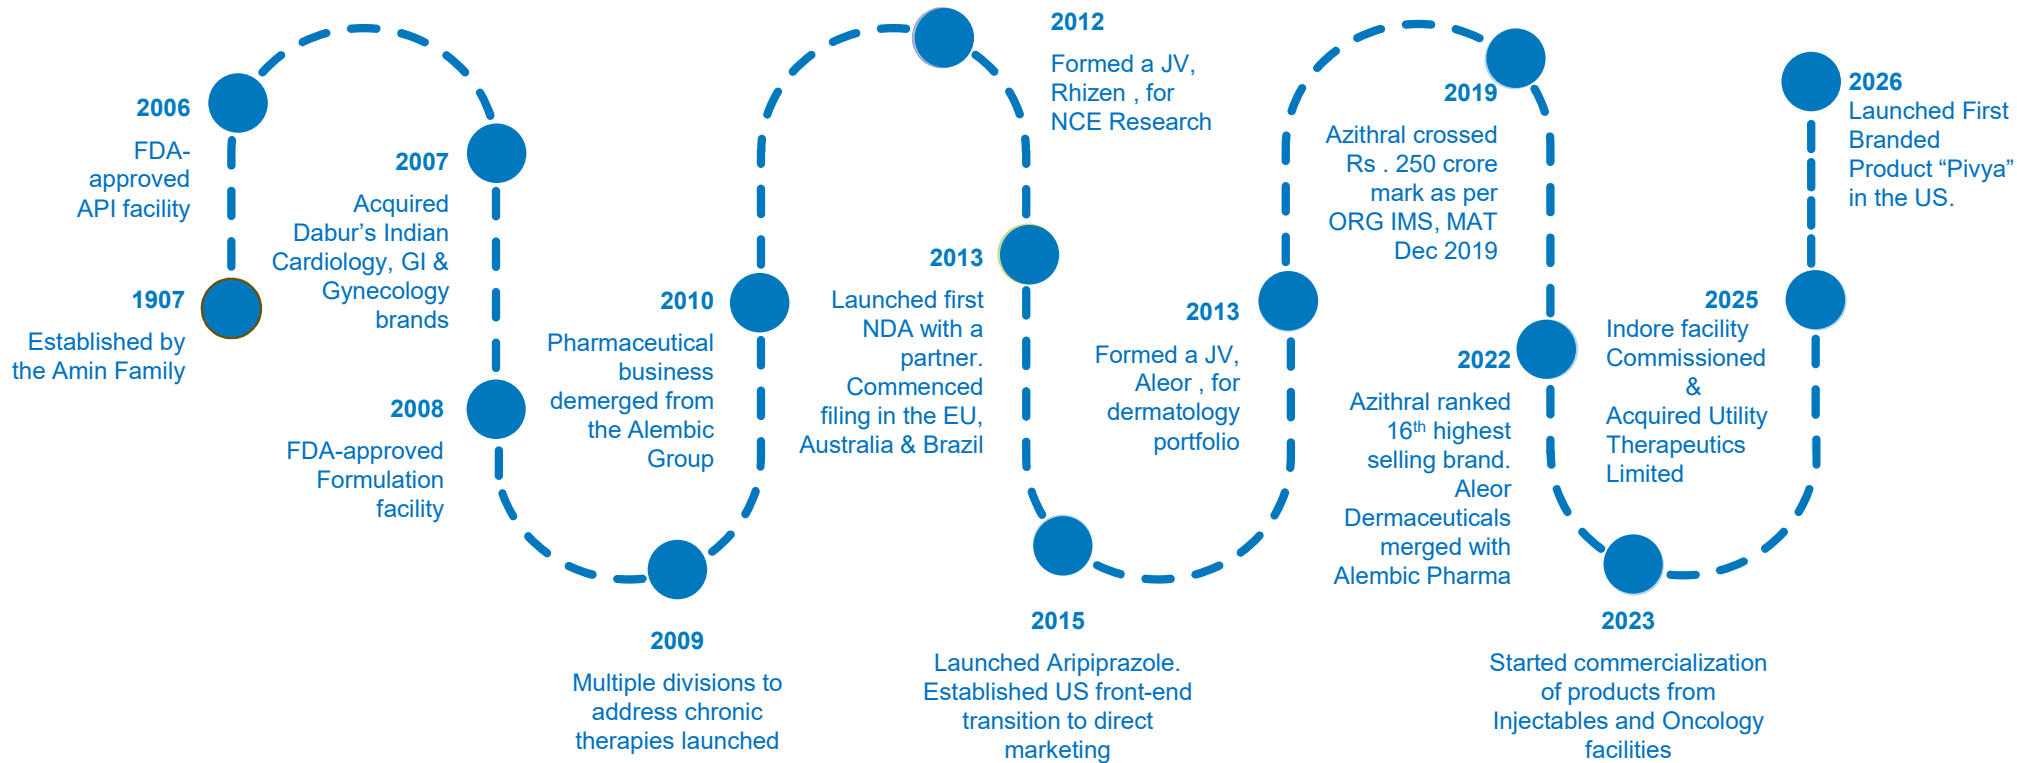 1907
Established by
the Amin Family
2006
FDA-
approved
API facility
2007
Acquired
Dabur’s Indian
Cardiology, GI &
Gynecology
brands
2008
FDA-approved
Formulation
facility
2009
Multiple divisions to
address chronic
therapies launched
2010
Pharmaceutical
business
demerged from
the Alembic
Group
2012
Formed a JV,
Rhizen , for
NCE Research
2013
Launched first
NDA with a
partner.
Commenced
filing in the EU,
Australia & Brazil
2015
Launched Aripiprazole.
Established US front-end
transition to direct
marketing
2013
Formed a JV,
Aleor , for
dermatology
portfolio
2019
Azithral crossed
Rs . 250 crore
mark as per
ORG IMS, MAT
Dec 2019
2022
Azithral ranked
16th highest
selling brand.
Aleor
Dermaceuticals
merged with
Alembic Pharma
2023
Started commercialization
of products from
Injectables and Oncology
facilities
2025
Indore facility
Commissioned
&
Acquired Utility
Therapeutics
Limited
2026
Launched First
Branded
Product “Pivya”
in the US.